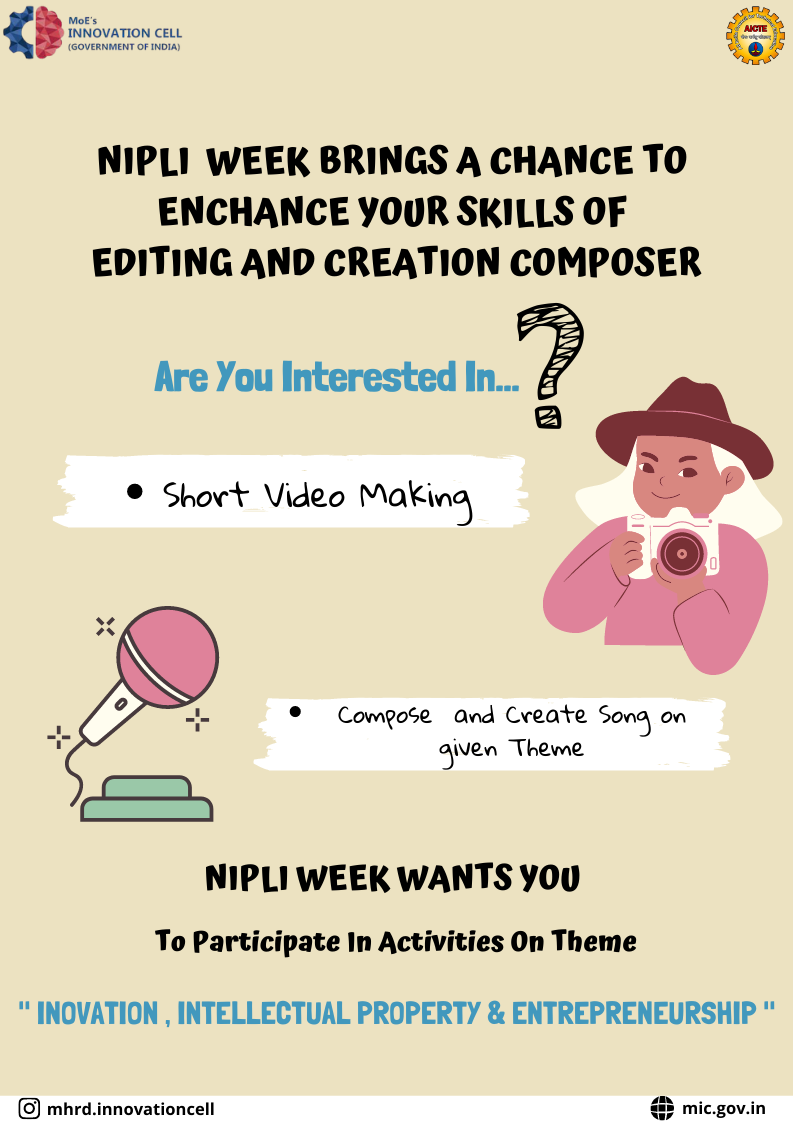 MoE's
INNOVATION CELL
(GOVERNMENT OF INDIA)
AICTE
NIPLI WEEK BRINGS A CHANCE TO
ENCHANCE YOUR SKILLS OF
EDITING AND CREATION COMPOSER
Are You Interested In...?
• Short Video Making
• Compose and Create Song on
given Theme
NIPLI WEEK WANTS YOU
To Participate In Activities On Theme
" INOVATION , INTELLECTUAL PROPERTY & ENTREPRENEURSHIP "
mhrd.innovationcell
mic.gov.in